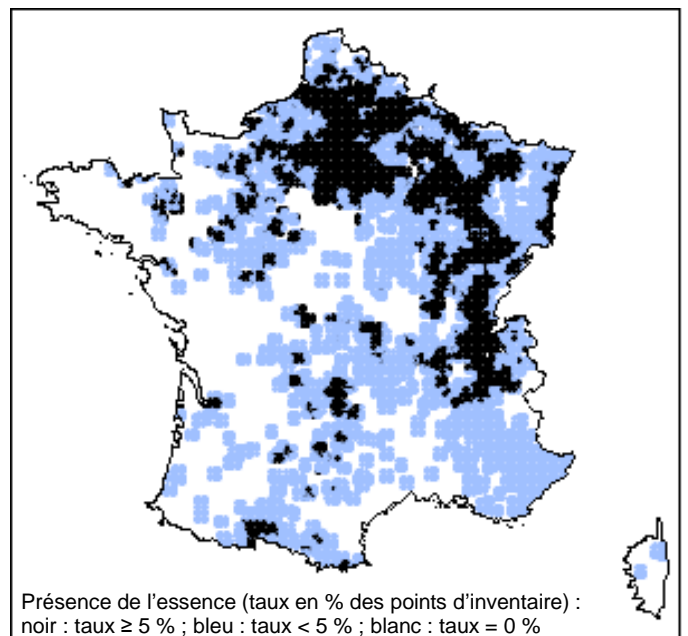 Présence de l’essence (taux en % des points d’inventaire) :
noir : taux ≥ 5 % ; bleu : taux < 5 % ; blanc : taux = 0 %